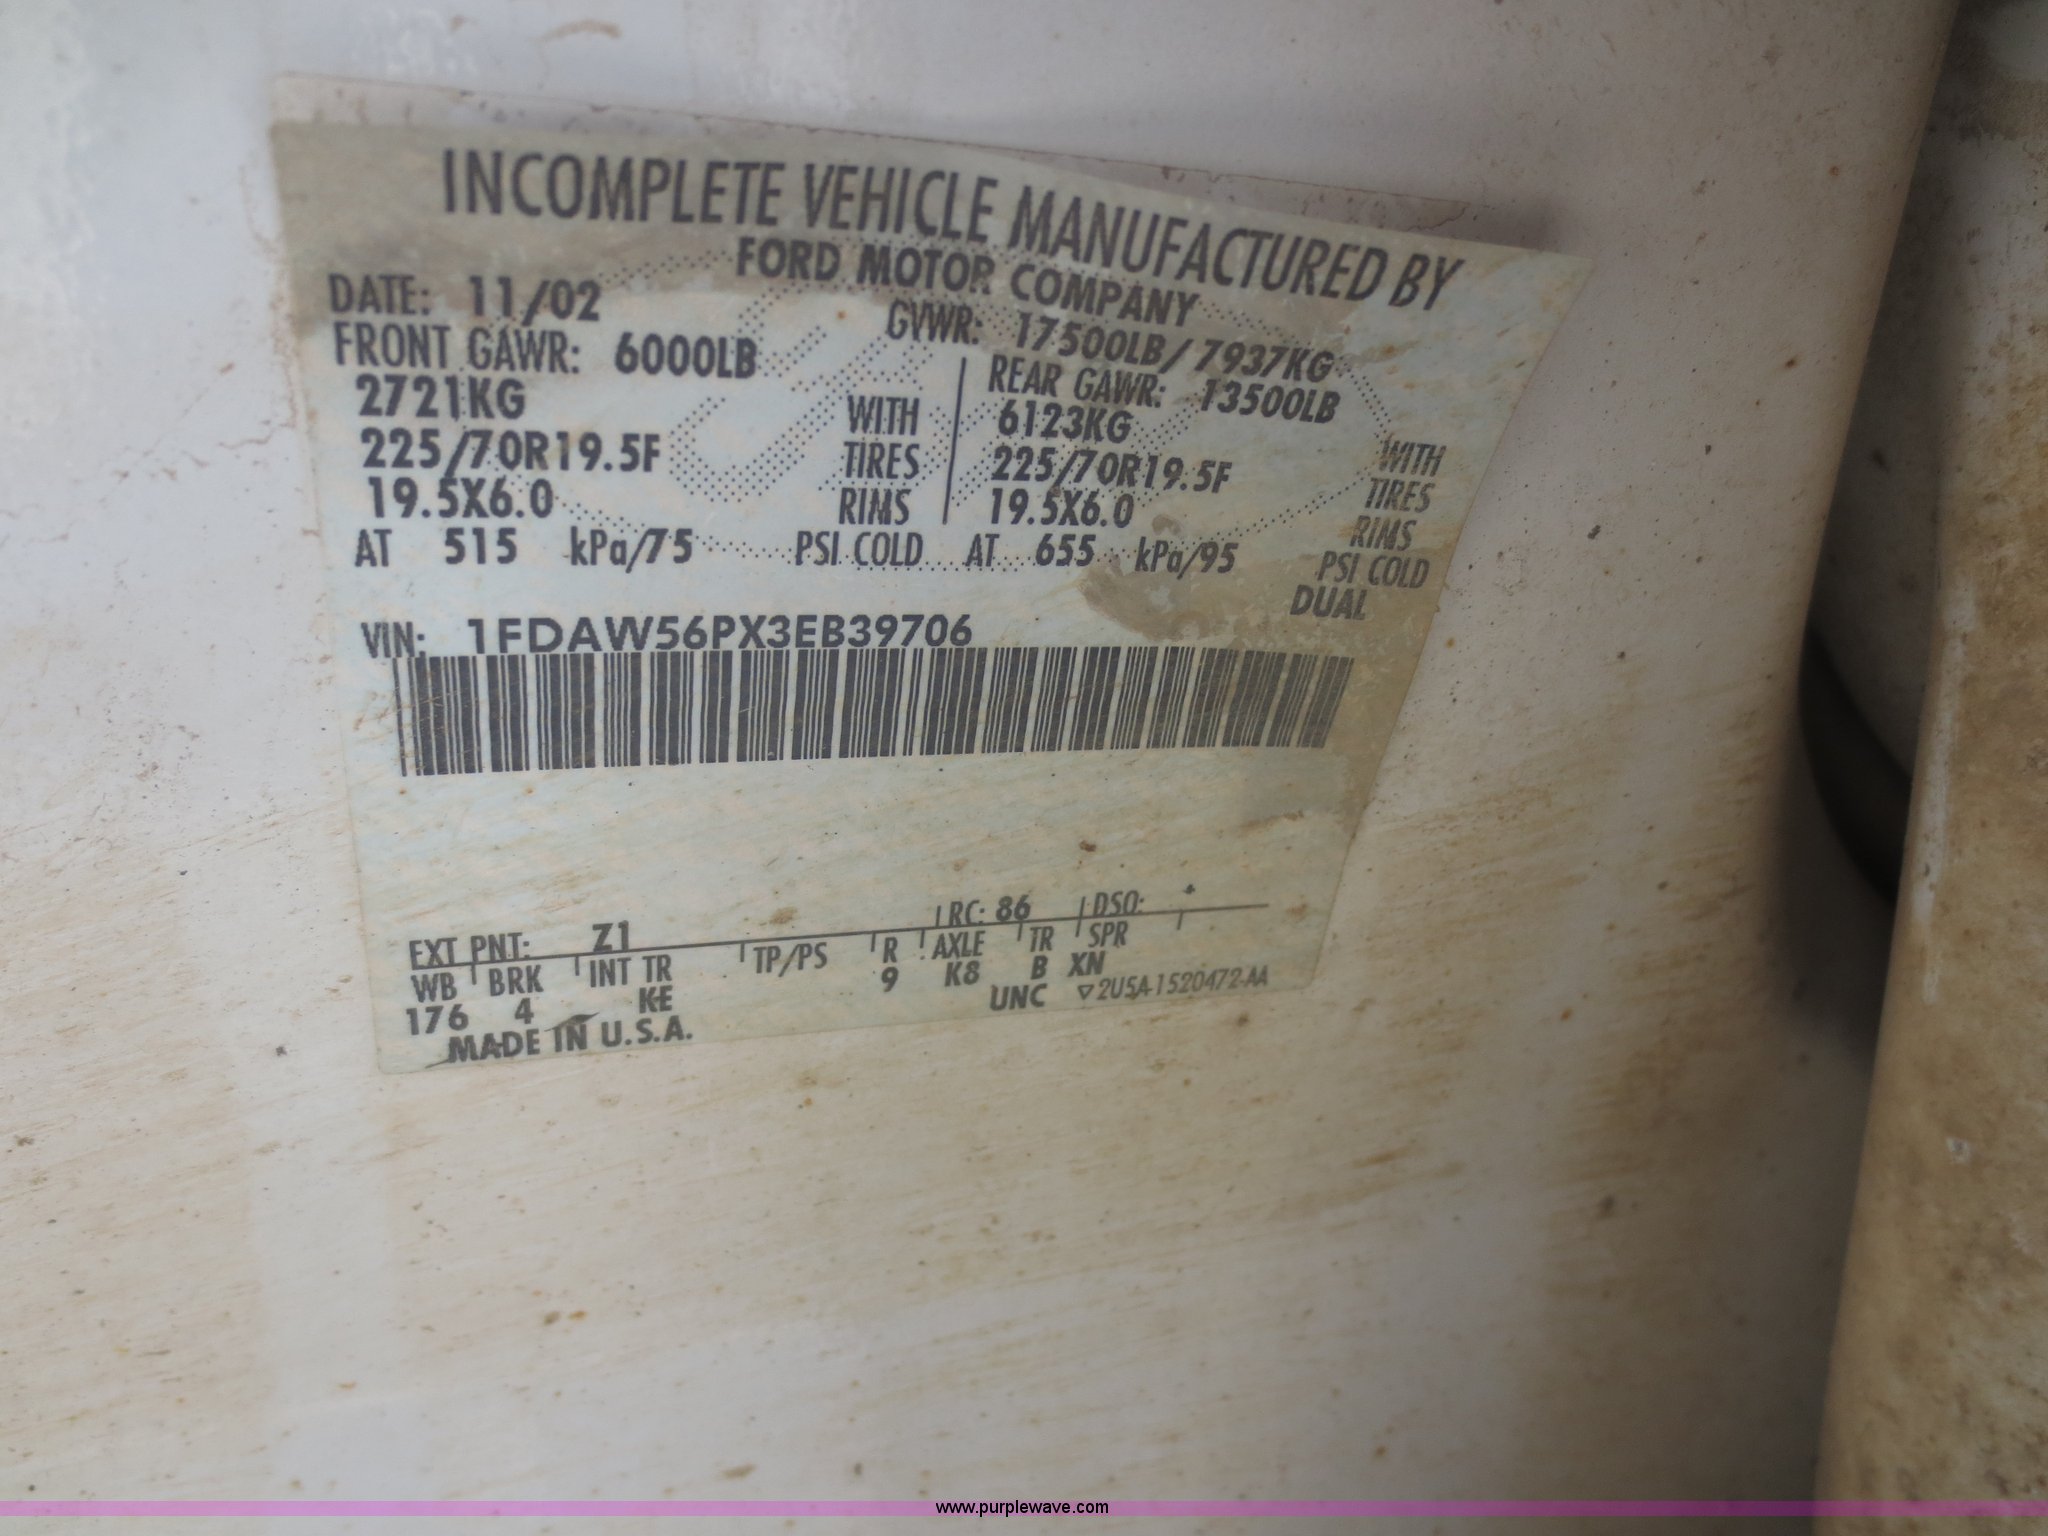 INCOMPLETE VEHICLE MANUFACTURED BY
FORD MOTOR COMPANY
DATE: 11/02 GVWR: 17500LB/7937KG
FRONT GAWR: 6000LB REAR GAWR: 13500LB
2721KG WITH 6123KG WITH
225/70R19.5F TIRES 225/70R19.5F TIRES
19.5X6.0 RIMS 19.5X6.0 RIMS
AT 515 kPa/75 PSI COLD AT 655 kPa/95 PSI COLD
DUAL
VIN: 1FDAW56PX3EB39706
EXT PNT: Z1 RC: 86 DSO:
WB BRK INT TR TP/PS R AXLE TR SPR
176 4 KE 9 K8 B XN
MADE IN U.S.A. UNC ▽2U5A-1520472-AA
www.purplewave.com